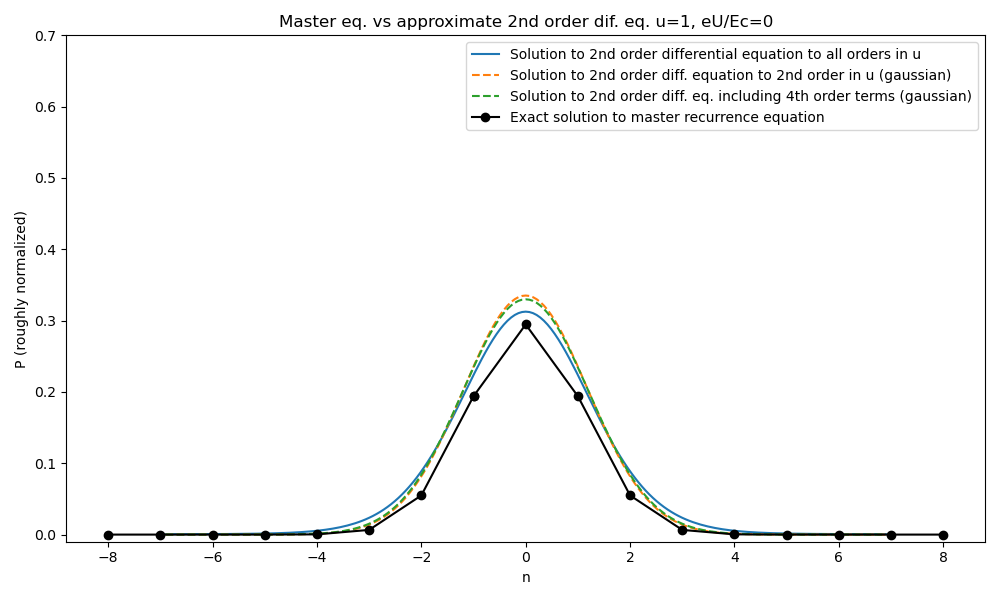 Master eq. vs approximate 2nd order dif. eq. u=1, eU/Ec=0
Solution to 2nd order differential equation to all orders in u
Solution to 2nd order diff. equation to 2nd order in u (gaussian)
Solution to 2nd order diff. eq. including 4th order terms (gaussian)
Exact solution to master recurrence equation
P (roughly normalized)
0.7
0.6
0.5
0.4
0.3
0.2
0.1
0.0
−8 −6 −4 −2 0 2 4 6 8
n